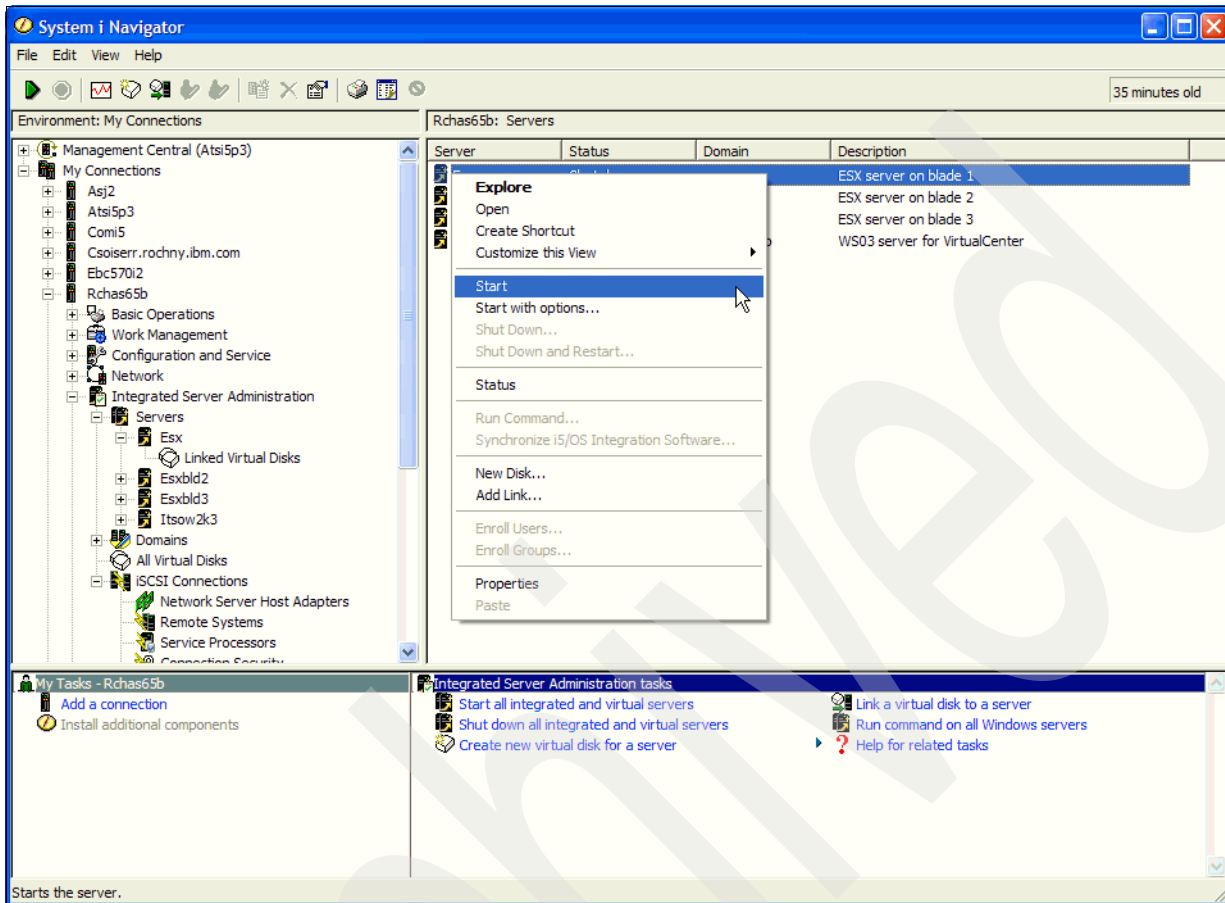 System i Navigator
File Edit View Help
35 minutes old
Environment: My Connections
Rchas65b: Servers
Management Central (Atsi5p3)
My Connections
Asj2
Atsi5p3
Comi5
Csoiserr.rochny.ibm.com
Ebc570i2
Rchas65b
Basic Operations
Work Management
Configuration and Service
Network
Integrated Server Administration
Servers
Esx
Linked Virtual Disks
Esxbld2
Esxbld3
Itsow2k3
Domains
All Virtual Disks
iSCSI Connections
Network Server Host Adapters
Remote Systems
Service Processors
Connection Security
Server Status Domain Description
ESX server on blade 1
ESX server on blade 2
ESX server on blade 3
WS03 server for VirtualCenter
Explore
Open
Create Shortcut
Customize this View
Start
Start with options...
Shut Down...
Shut Down and Restart...
Status
Run Command...
Synchronize i5/OS Integration Software...
New Disk...
Add Link...
Enroll Users...
Enroll Groups...
Properties
Paste
My Tasks - Rchas65b
Add a connection
Install additional components
Integrated Server Administration tasks
Start all integrated and virtual servers
Shut down all integrated and virtual servers
Create new virtual disk for a server
Link a virtual disk to a server
Run command on all Windows servers
Help for related tasks
Starts the server.